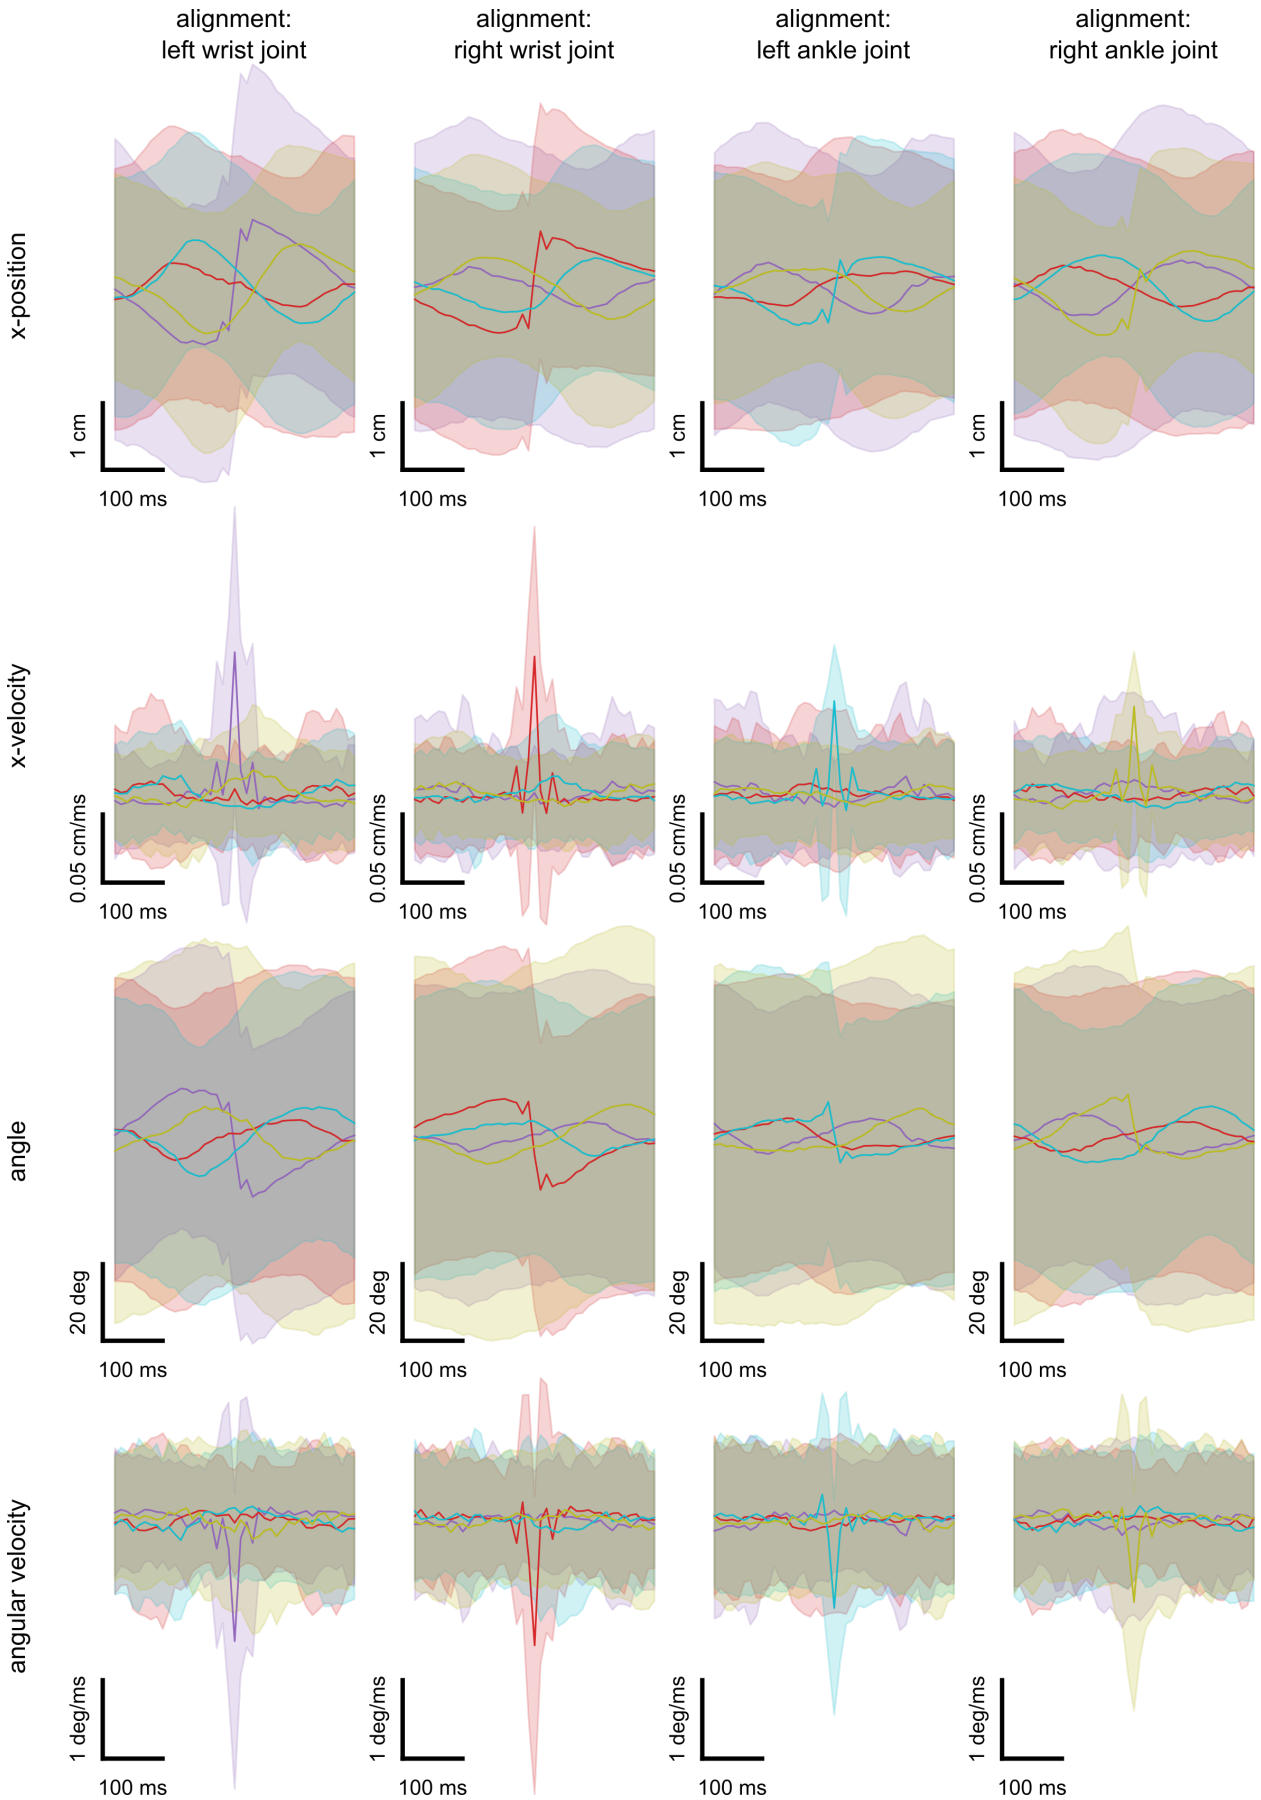 alignment:
left wrist joint
alignment:
right wrist joint
alignment:
left ankle joint
alignment:
right ankle joint
x-position
1 cm
100 ms
1 cm
100 ms
1 cm
100 ms
1 cm
100 ms
x-velocity
0.05 cm/ms
100 ms
0.05 cm/ms
100 ms
0.05 cm/ms
100 ms
0.05 cm/ms
100 ms
angle
20 deg
100 ms
20 deg
100 ms
20 deg
100 ms
20 deg
100 ms
angular velocity
1 deg/ms
100 ms
1 deg/ms
100 ms
1 deg/ms
100 ms
1 deg/ms
100 ms